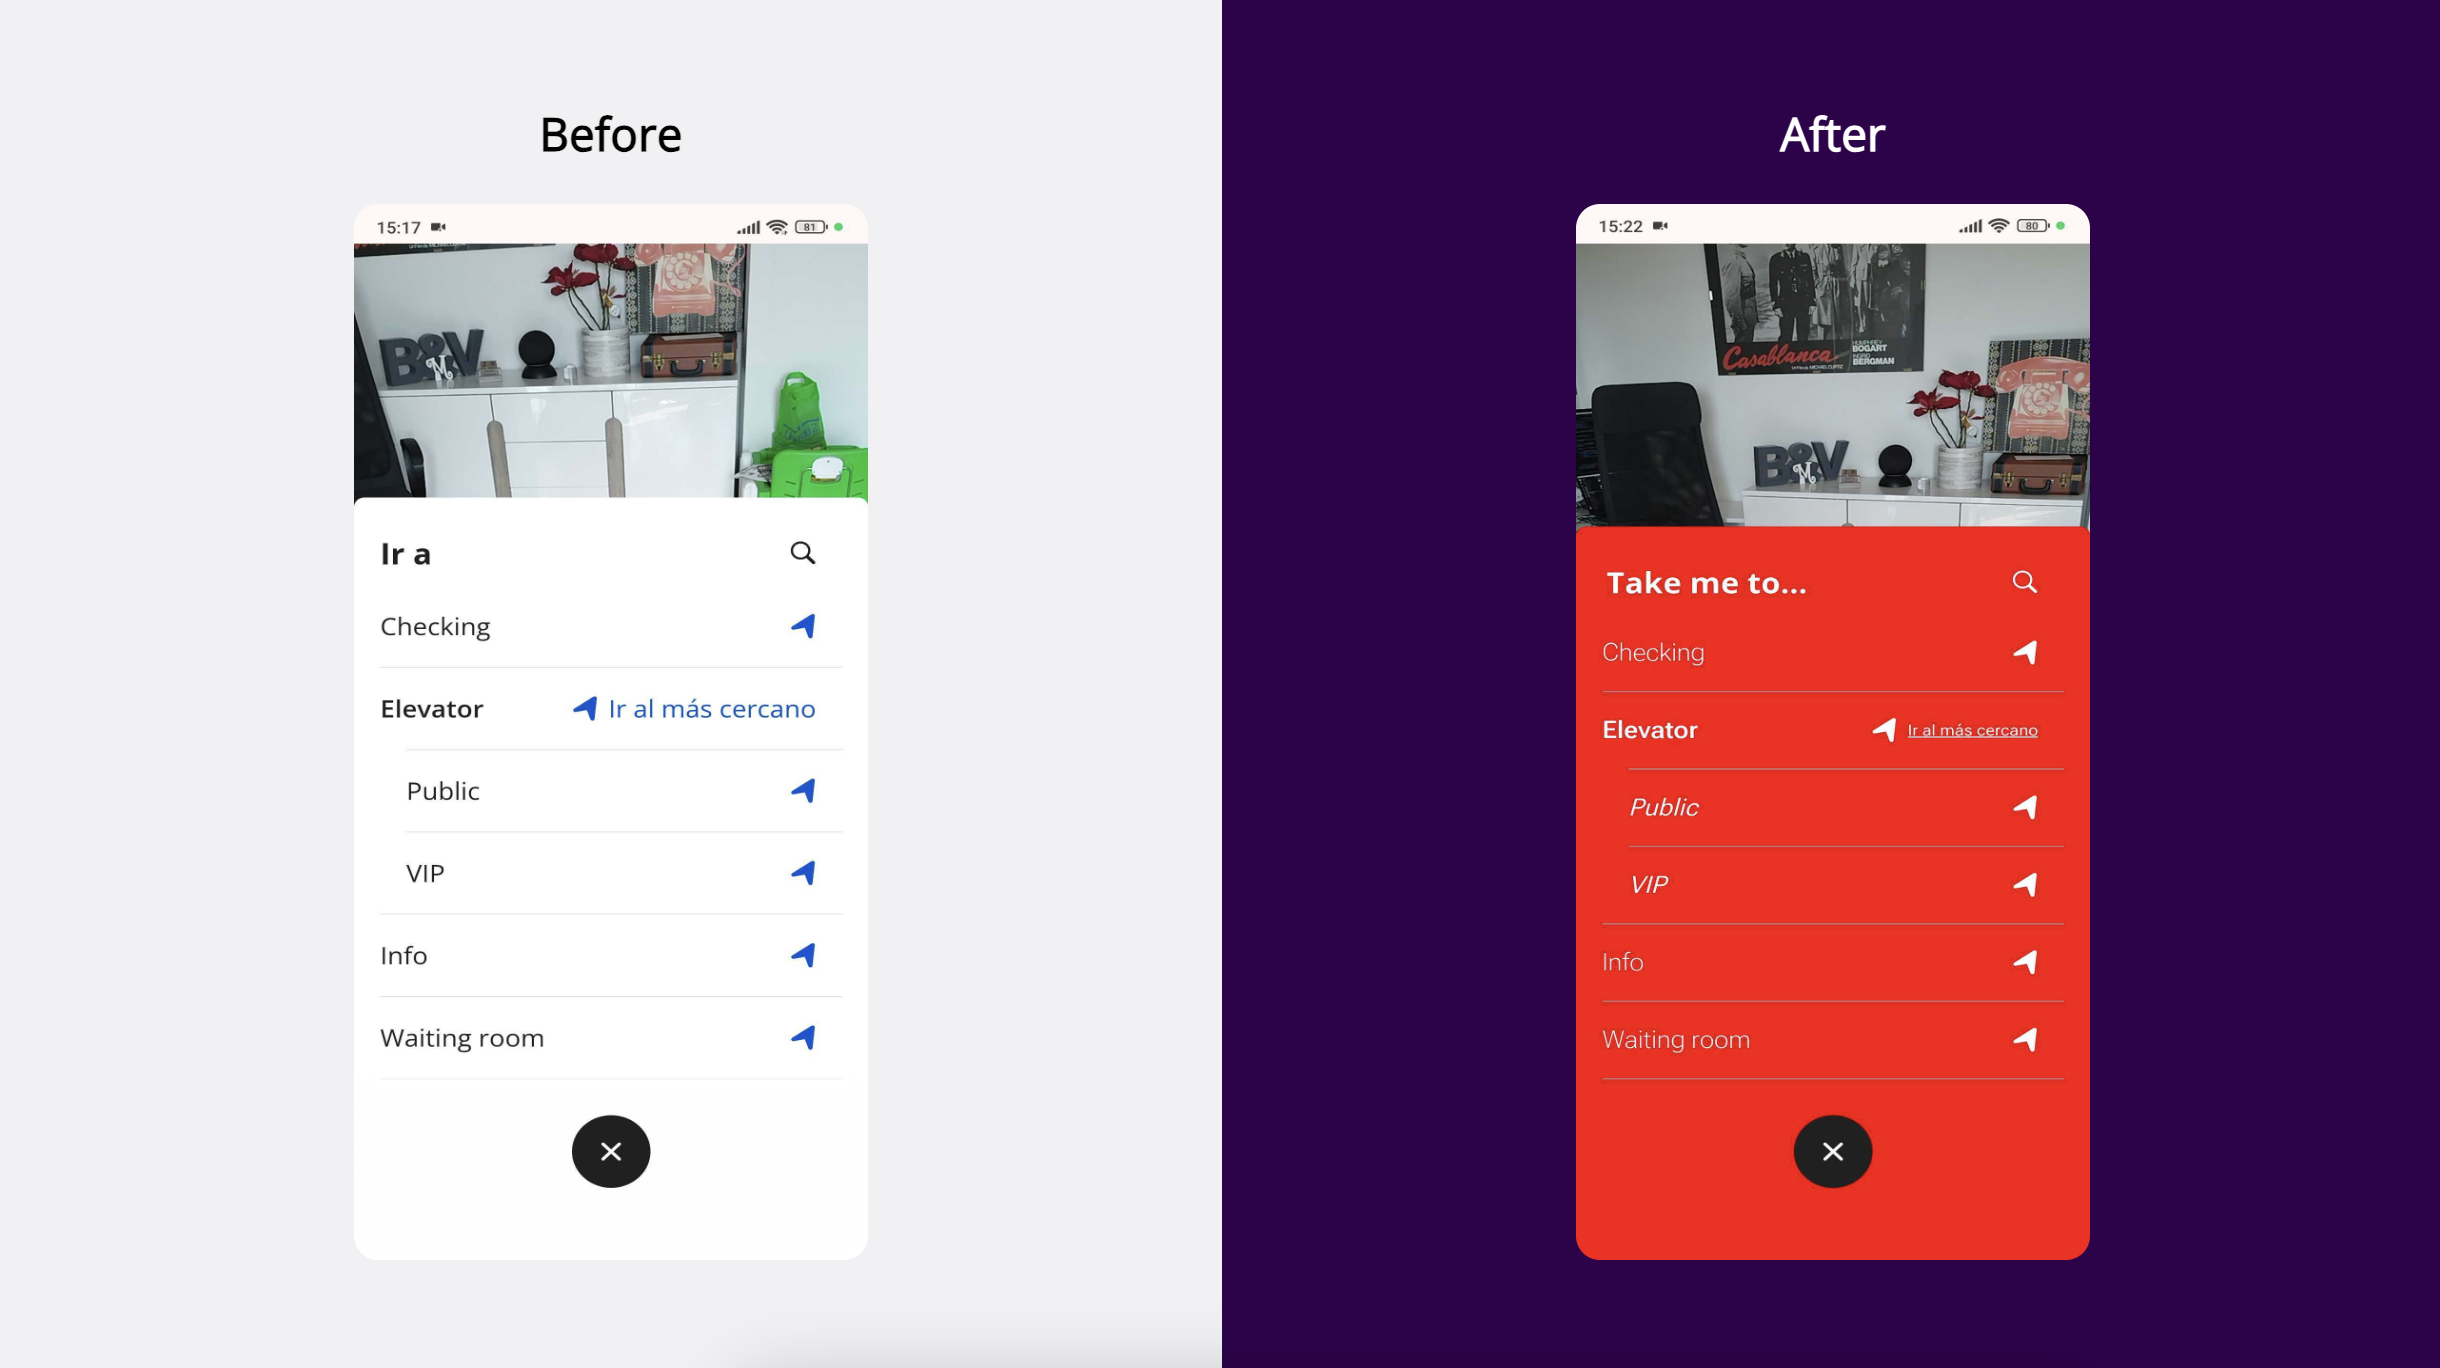 Before
15:17
81
B&V
M
Ir a
Checking
Elevator
Ir al más cercano
Public
VIP
Info
Waiting room
After
15:22
80
Casablanca
HUMPHREY
BOGART
INGRID
BERGMAN
B&V
N
Take me to...
Checking
Elevator
Ir al más cercano
Public
VIP
Info
Waiting room